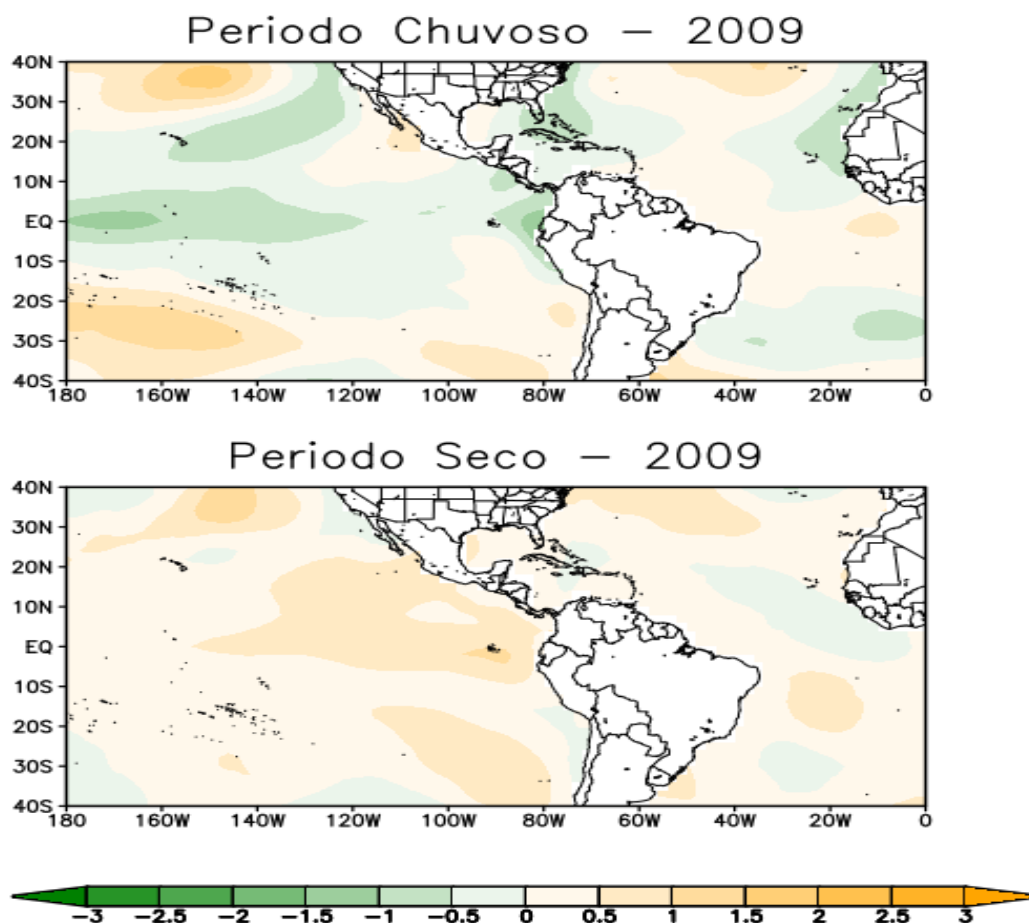 Periodo Chuvoso – 2009
40N
30N
20N
10N
EQ
10S
20S
30S
40S
180 160W 140W 120W 100W 80W 60W 40W 20W 0
Periodo Seco – 2009
40N
30N
20N
10N
EQ
10S
20S
30S
40S
180 160W 140W 120W 100W 80W 60W 40W 20W 0
-3 -2.5 -2 -1.5 -1 -0.5 0 0.5 1 1.5 2 2.5 3